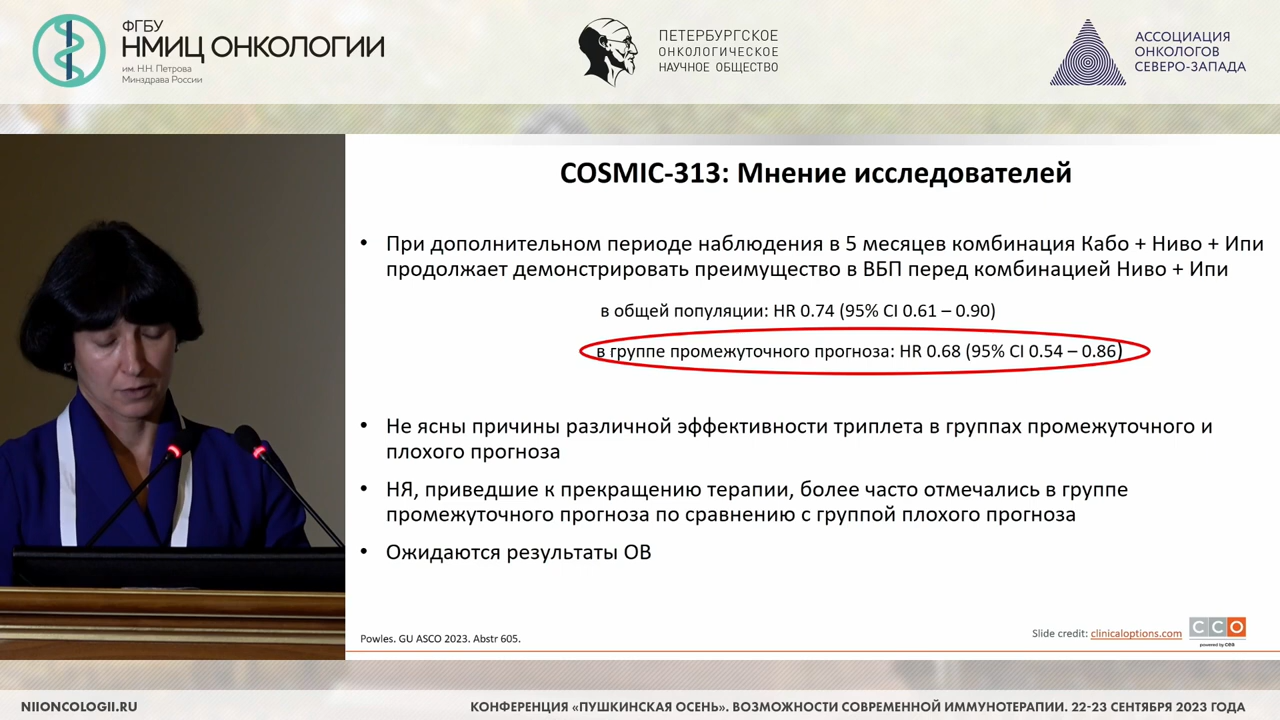 ФГБУ
НМИЦ ОНКОЛОГИИ
им. Н.Н. Петрова
Минздрава России
ПЕТЕРБУРГСКОЕ
ОНКОЛОГИЧЕСКОЕ
НАУЧНОЕ ОБЩЕСТВО
АССОЦИАЦИЯ
ОНКОЛОГОВ
СЕВЕРО-ЗАПАДА
COSMIC-313: Мнение исследователей
• При дополнительном периоде наблюдения в 5 месяцев комбинация Кабо + Ниво + Ипи
продолжает демонстрировать преимущество в ВБП перед комбинацией Ниво + Ипи
в общей популяции: HR 0.74 (95% CI 0.61 – 0.90)
в группе промежуточного прогноза: HR 0.68 (95% CI 0.54 – 0.86)
• Не ясны причины различной эффективности триплета в группах промежуточного и
плохого прогноза
• НЯ, приведшие к прекращению терапии, более часто отмечались в группе
промежуточного прогноза по сравнению с группой плохого прогноза
• Ожидаются результаты ОВ
Powles. GU ASCO 2023. Abstr 605.
Slide credit: clinicaloptions.com
CCO
powered by CEG
NIIONCOLOGII.RU
КОНФЕРЕНЦИЯ «ПУШКИНСКАЯ ОСЕНЬ». ВОЗМОЖНОСТИ СОВРЕМЕННОЙ ИММУНОТЕРАПИИ. 22-23 СЕНТЯБРЯ 2023 ГОДА